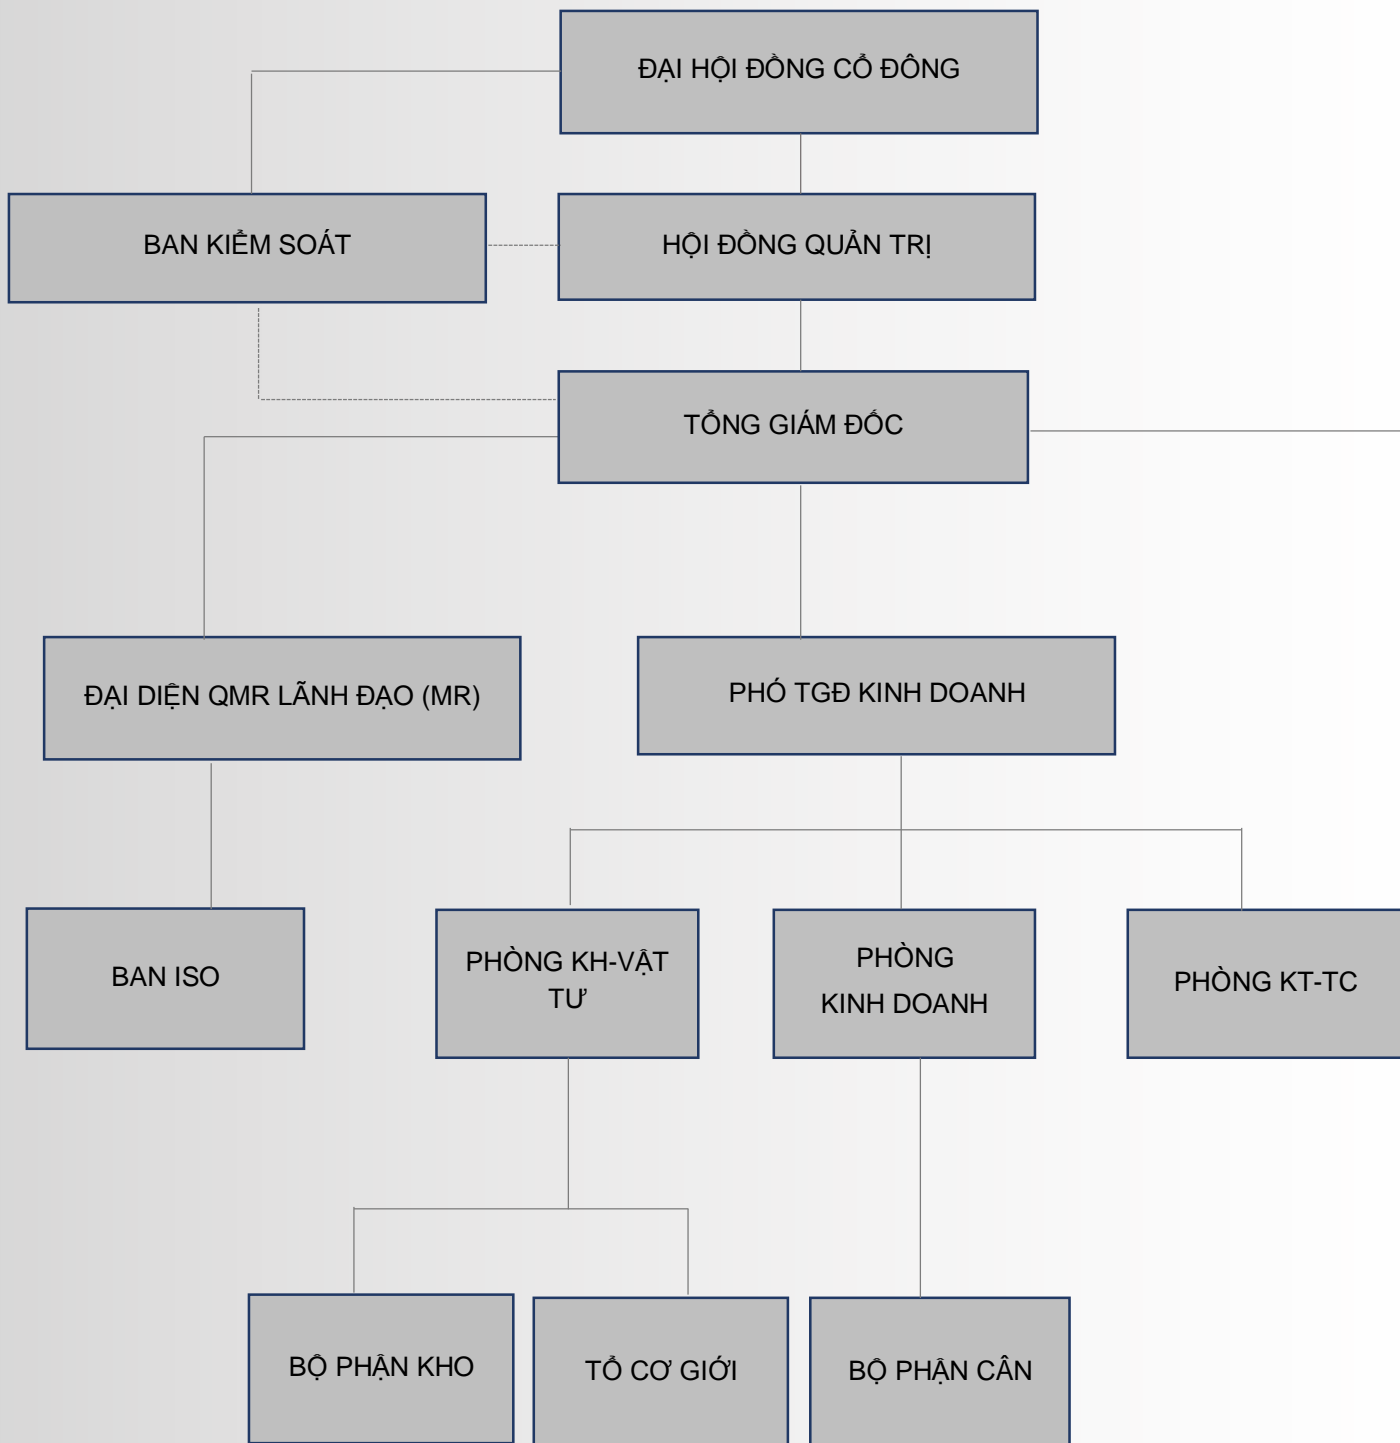 ĐẠI HỘI ĐỒNG CỔ ĐÔNG
BAN KIỂM SOÁT
HỘI ĐỒNG QUẢN TRỊ
TỔNG GIÁM ĐỐC
ĐẠI DIỆN QMR LÃNH ĐẠO (MR)
PHÓ TGĐ KINH DOANH
BAN ISO
PHÒNG KH-VẬT
TƯ
PHÒNG
KINH DOANH
PHÒNG KT-TC
BỘ PHẬN KHO
TỔ CƠ GIỚI
BỘ PHẬN CÂN